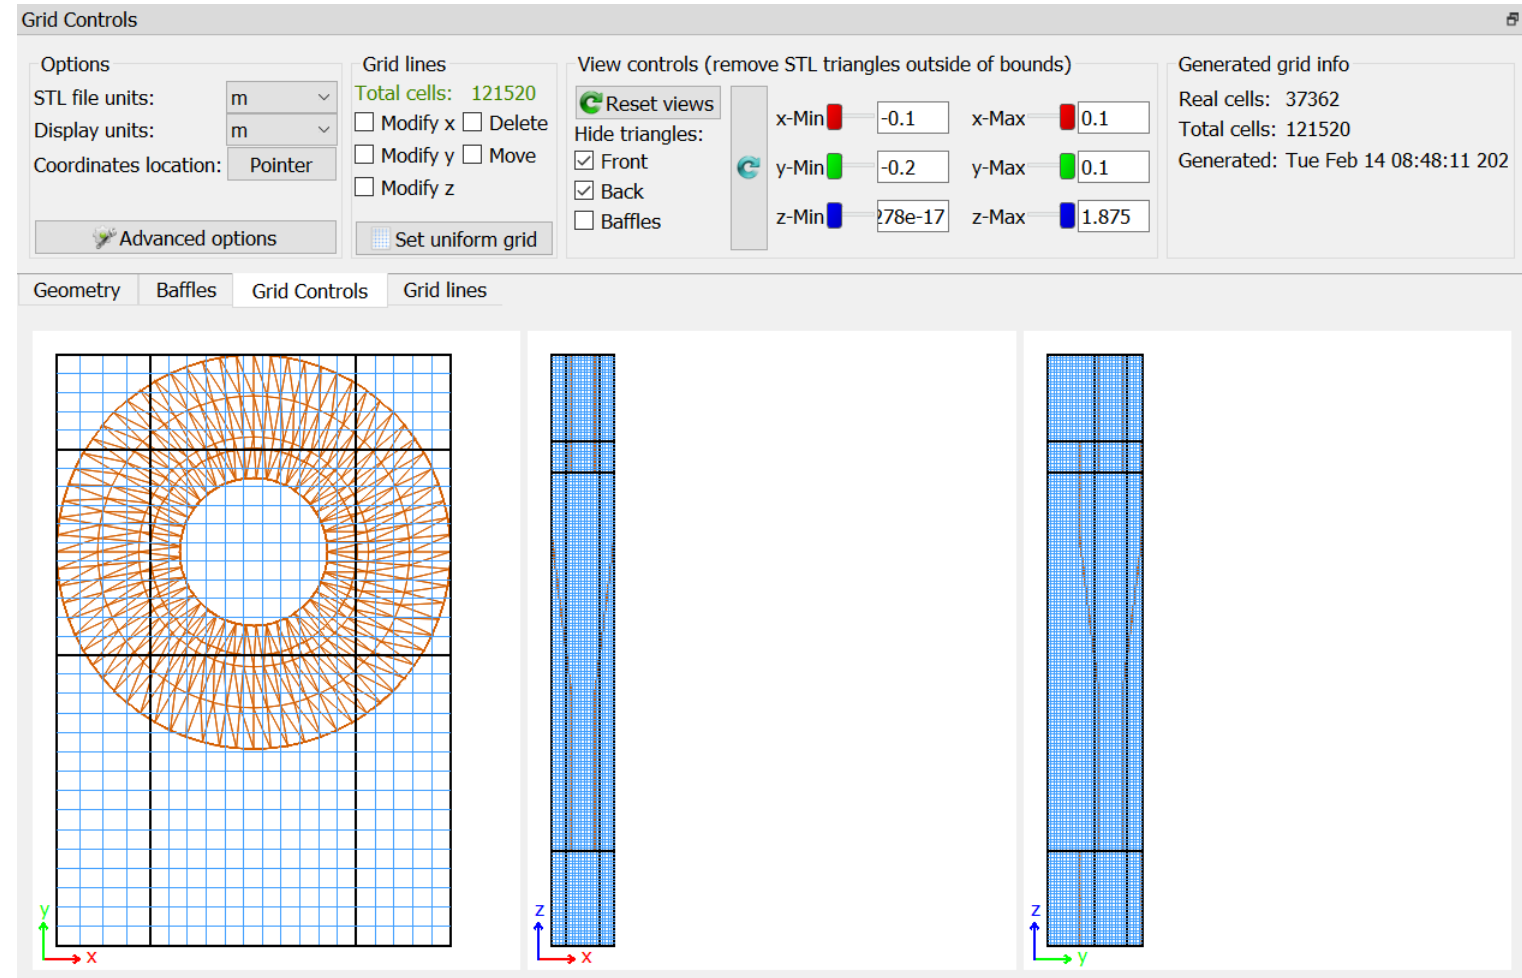 Grid Controls
Options
STL file units: m
Display units: m
Coordinates location: Pointer
Advanced options
Grid lines
Total cells: 121520
Modify x Delete
Modify y Move
Modify z
Set uniform grid
View controls (remove STL triangles outside of bounds)
Reset views
Hide triangles:
Front
Back
Baffles
x-Min -0.1 x-Max 0.1
y-Min -0.2 y-Max 0.1
z-Min 278e-17 z-Max 1.875
Generated grid info
Real cells: 37362
Total cells: 121520
Generated: Tue Feb 14 08:48:11 202
Geometry Baffles Grid Controls Grid lines
y x
z x
z y